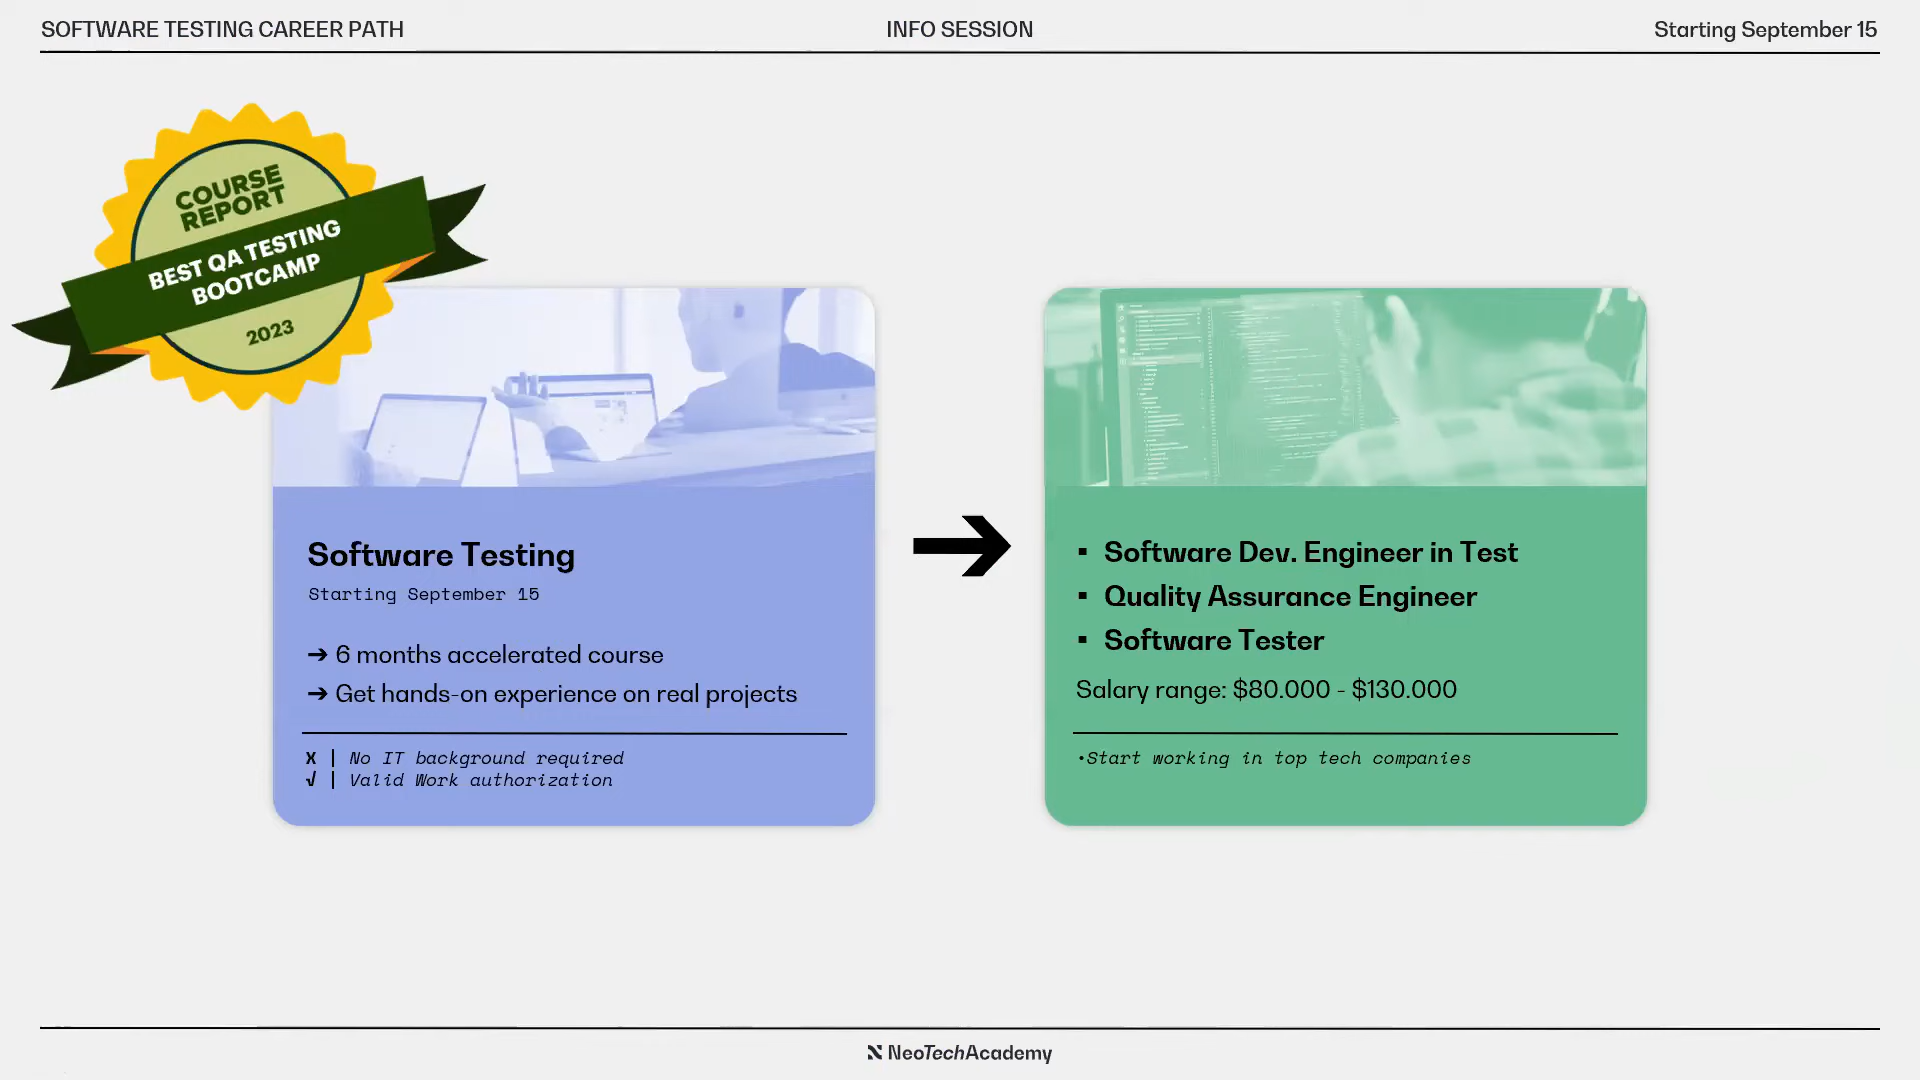 SOFTWARE TESTING CAREER PATH
INFO SESSION
Starting September 15
COURSE
REPORT
BEST QA TESTING
BOOTCAMP
2023
Software Testing
Starting September 15
➔ 6 months accelerated course
➔ Get hands-on experience on real projects
X | No IT background required
√ | Valid Work authorization
▪ Software Dev. Engineer in Test
▪ Quality Assurance Engineer
▪ Software Tester
Salary range: $80.000 - $130.000
•Start working in top tech companies
NeoTechAcademy